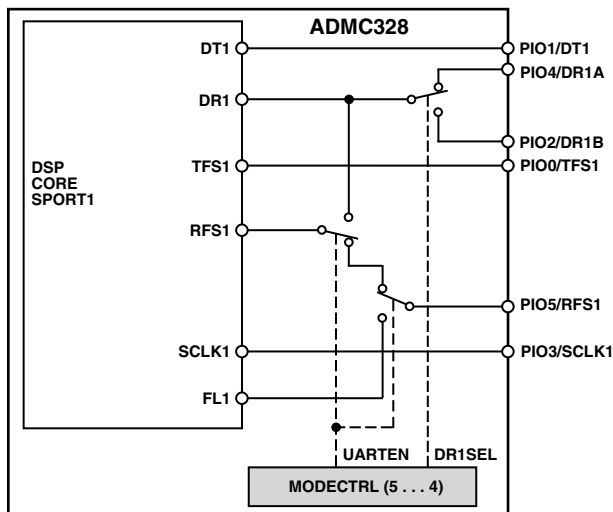 ADMC328
DT1
PIO1/DT1
PIO4/DR1A
DR1
PIO2/DR1B
DSP
CORE
SPORT1
TFS1
PIO0/TFS1
RFS1
PIO5/RFS1
SCLK1
PIO3/SCLK1
FL1
UARTEN
DR1SEL
MODECTRL (5 . . . 4)